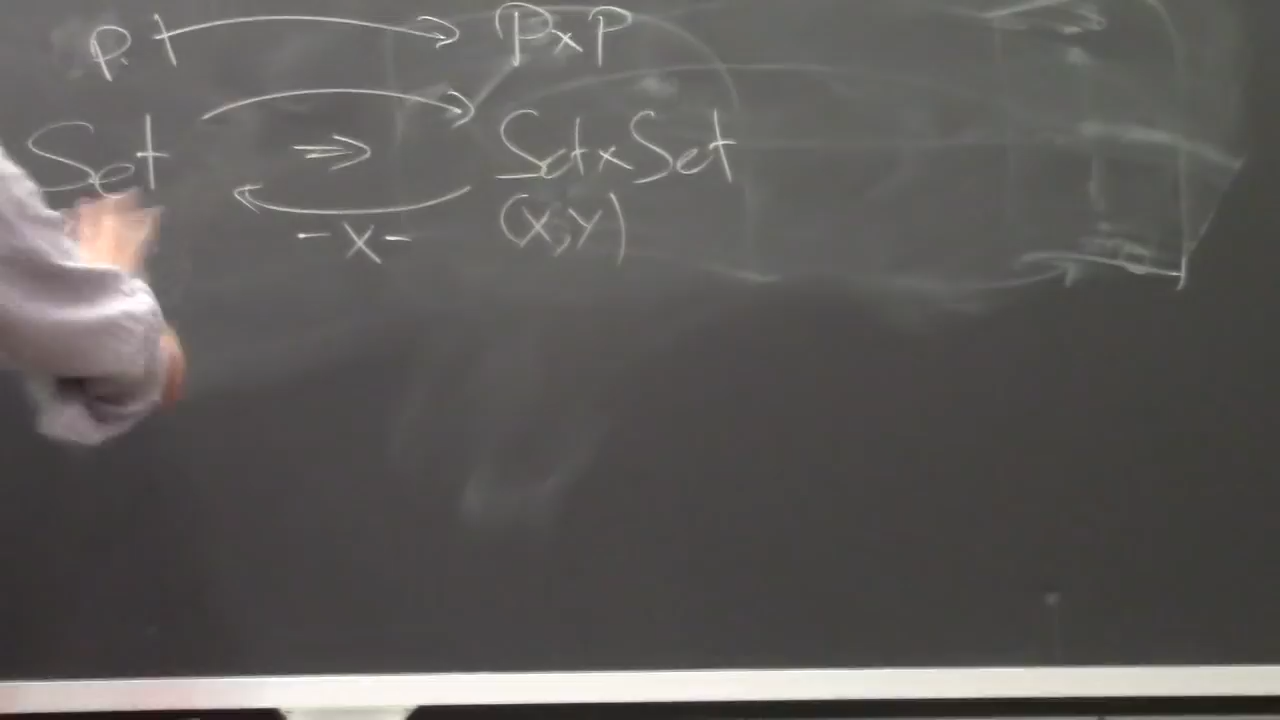 p. ↦ P×P
Set ⇒ Set×Set
-×- (X,Y)